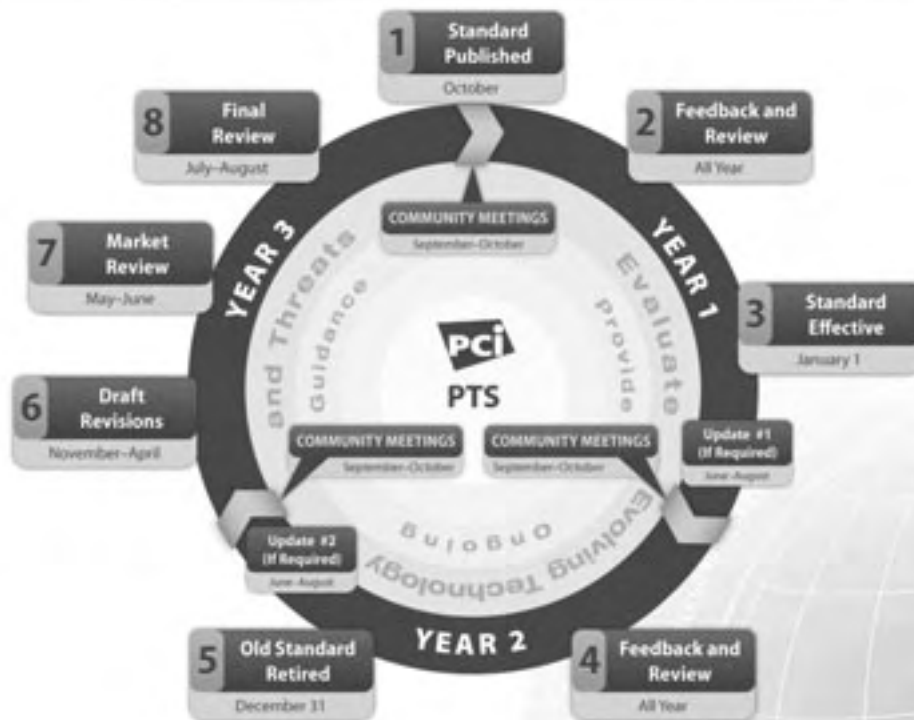 1
Standard
Published
October
2
Feedback and
Review
All Year
YEAR 1
3
Standard
Effective
January 1
Update #1
(If Required)
June-August
COMMUNITY MEETINGS
September-October
4
Feedback and
Review
All Year
YEAR 2
5
Old Standard
Retired
December 31
Update #2
(If Required)
June-August
COMMUNITY MEETINGS
September-October
6
Draft
Revisions
November-April
7
Market
Review
May-June
YEAR 3
8
Final
Review
July-August
COMMUNITY MEETINGS
September-October
Evaluate
Evolving Technology
and Threats
Provide
Ongoing
Guidance
PCi
PTS